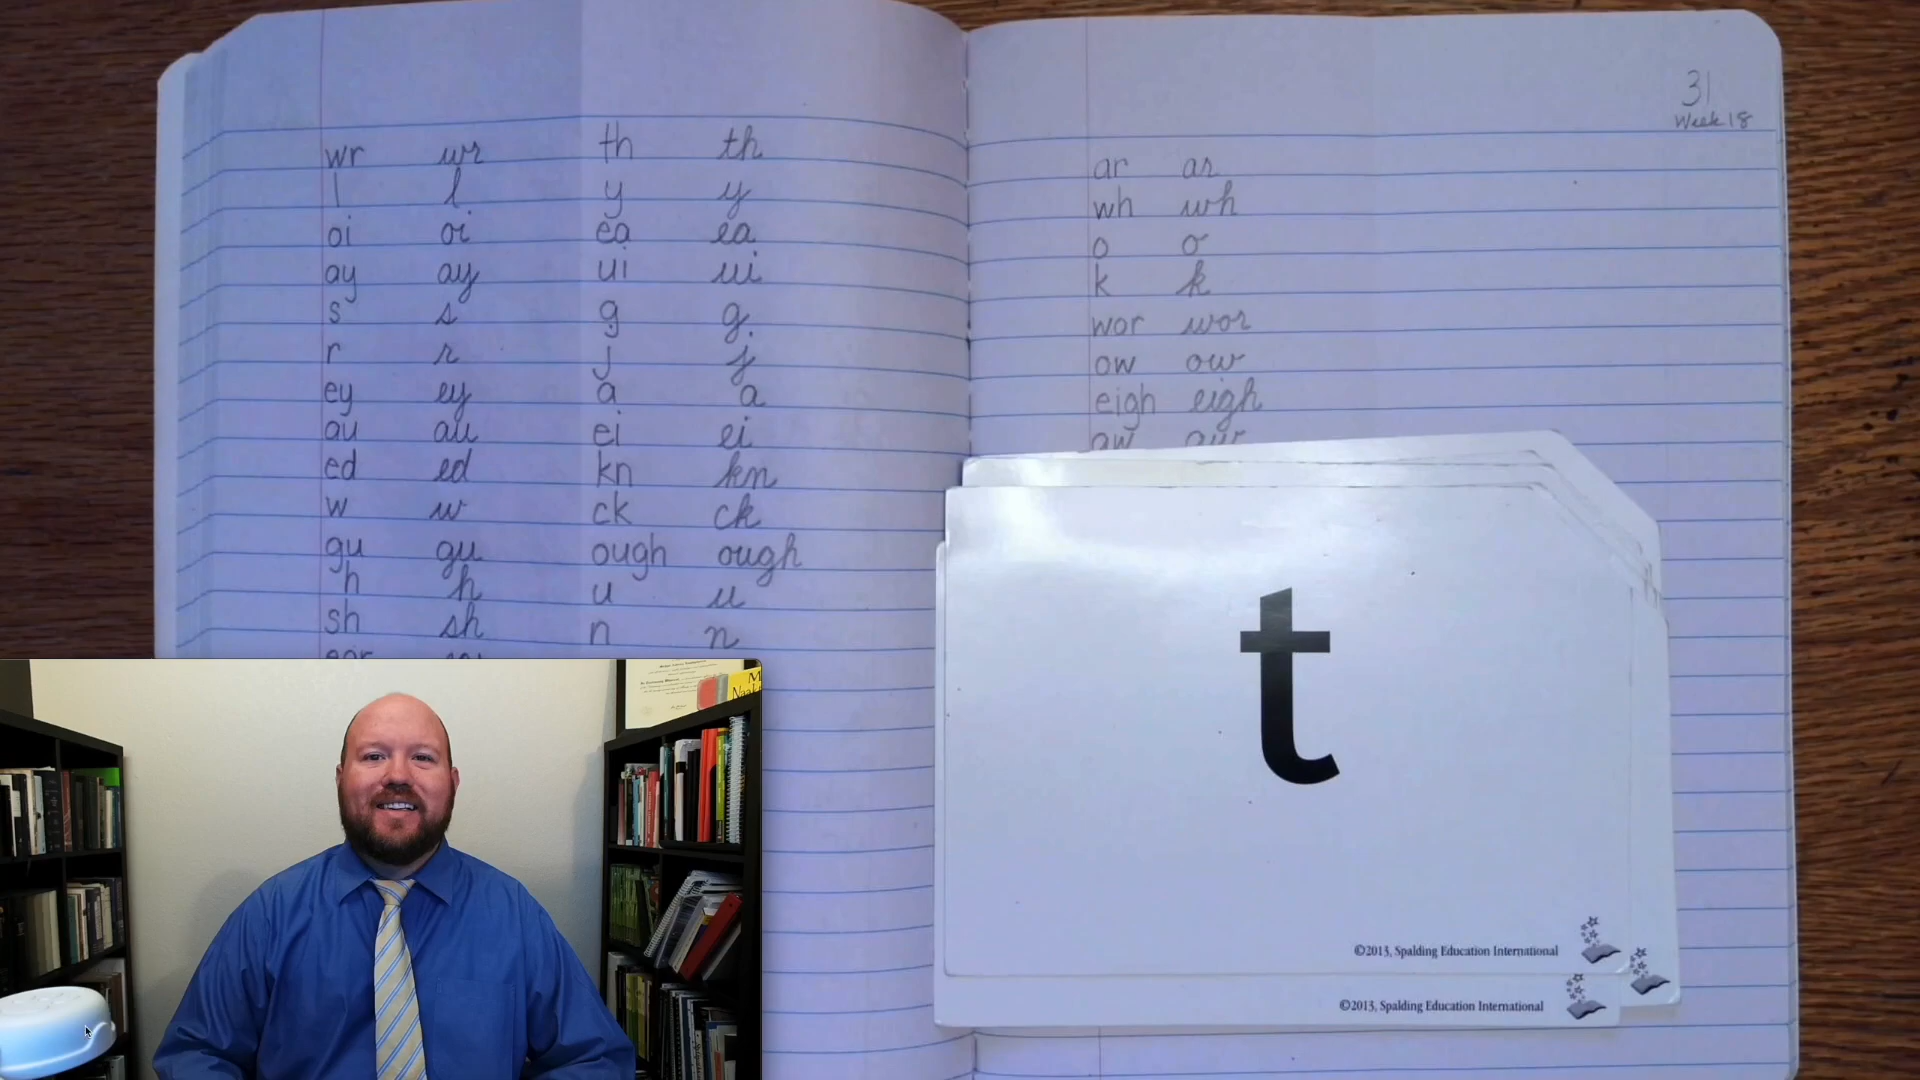 wr wr th th
l l y y
oi oi ea ea
ay ay ui ui
s s g g.
r r j j
ey ey a a
au au ei ei
ed ed kn kn
w w ck ck
gu gu ough ough
h h u u
sh sh n n
31
Week 18
ar ar
wh wh
o o
k k
wor wor
ow ow
eigh eigh
aw aw
t
©2013, Spalding Education International
©2013, Spalding Education International